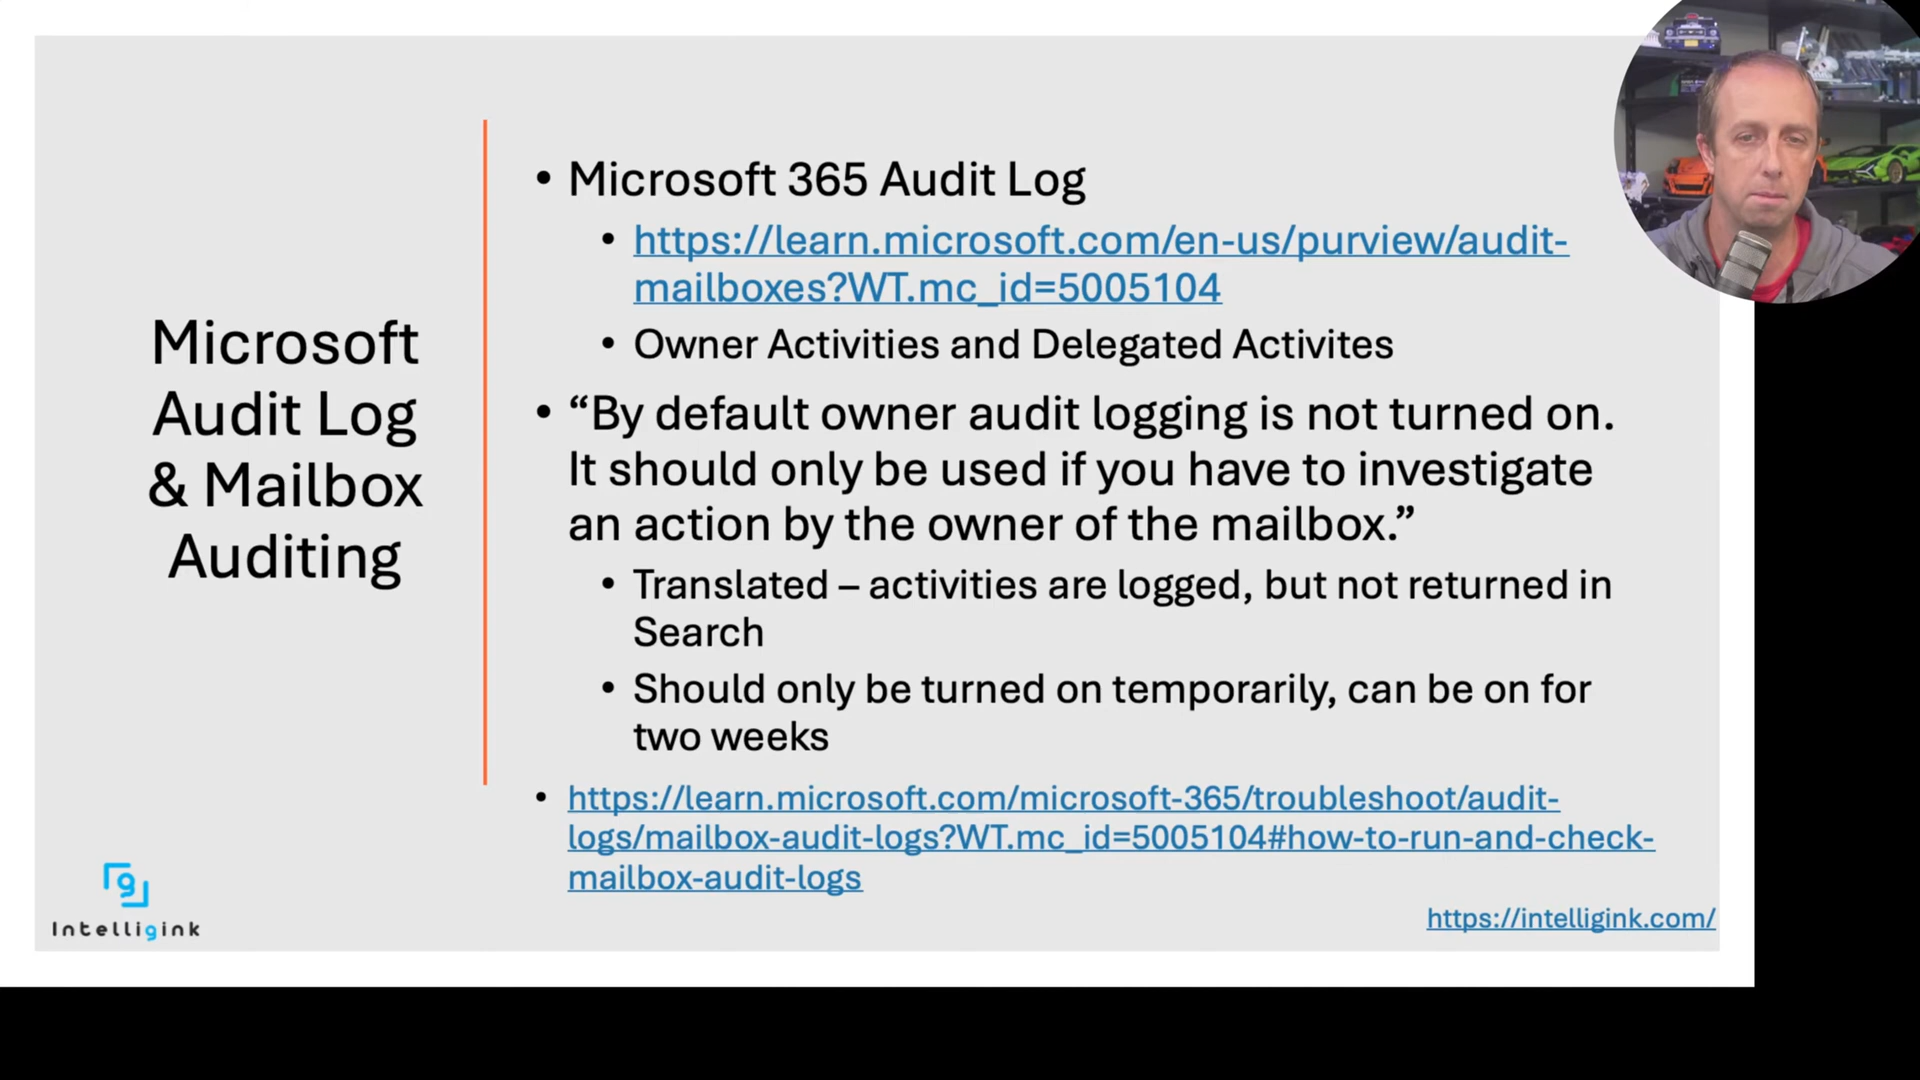 Microsoft
Audit Log
& Mailbox
Auditing
• Microsoft 365 Audit Log
• https://learn.microsoft.com/en-us/purview/audit-
mailboxes?WT.mc_id=5005104
• Owner Activities and Delegated Activites
• “By default owner audit logging is not turned on.
It should only be used if you have to investigate
an action by the owner of the mailbox.”
• Translated – activities are logged, but not returned in
Search
• Should only be turned on temporarily, can be on for
two weeks
• https://learn.microsoft.com/microsoft-365/troubleshoot/audit-
logs/mailbox-audit-logs?WT.mc_id=5005104#how-to-run-and-check-
mailbox-audit-logs
Intelligink
https://intelligink.com/